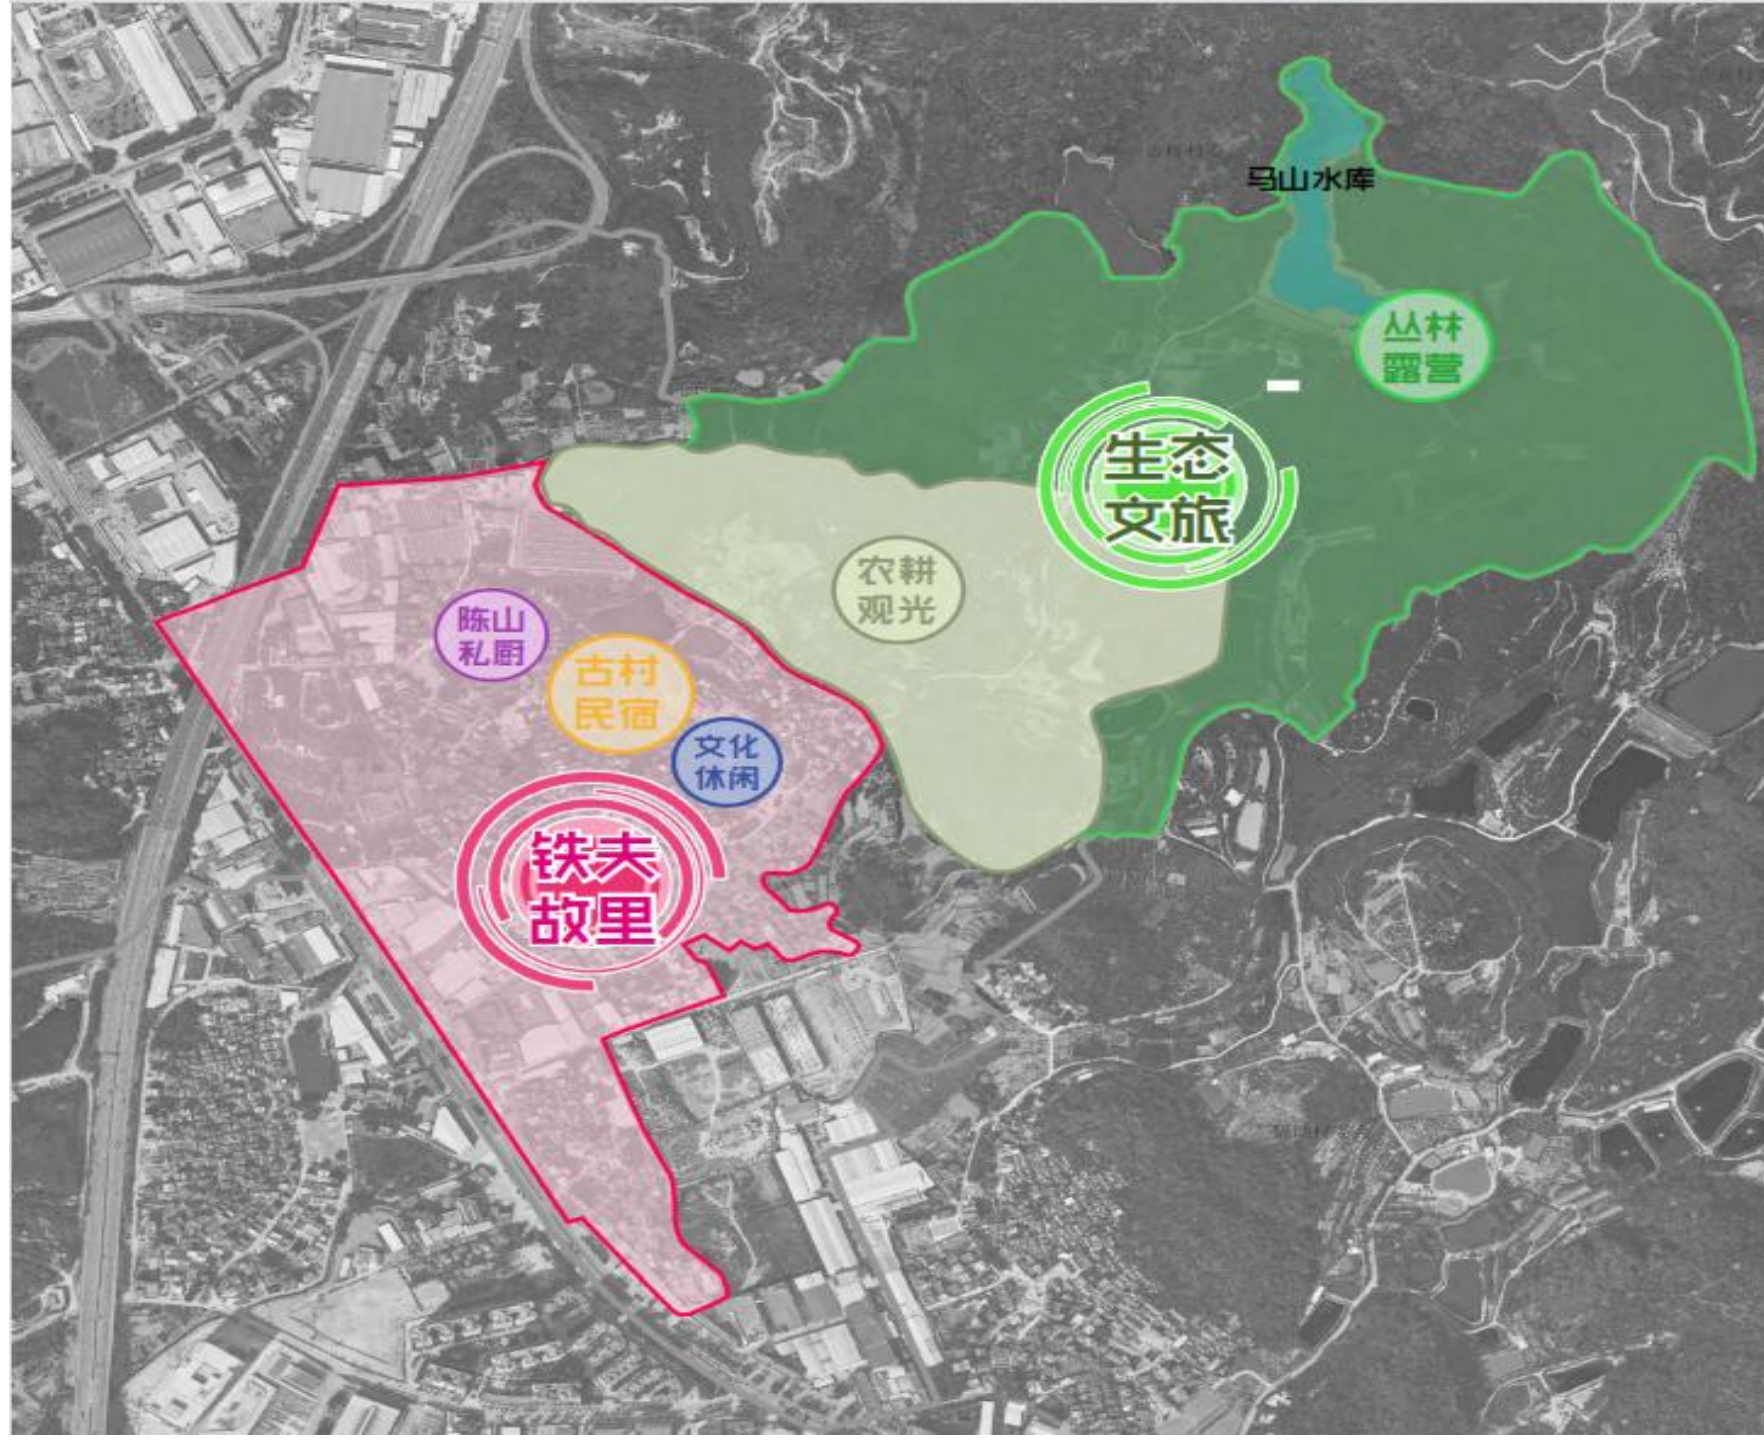 马山水库
丛林
露营
生态
文旅
农耕
观光
陈山
私厨
古村
民宿
文化
休闲
铁夫
故里